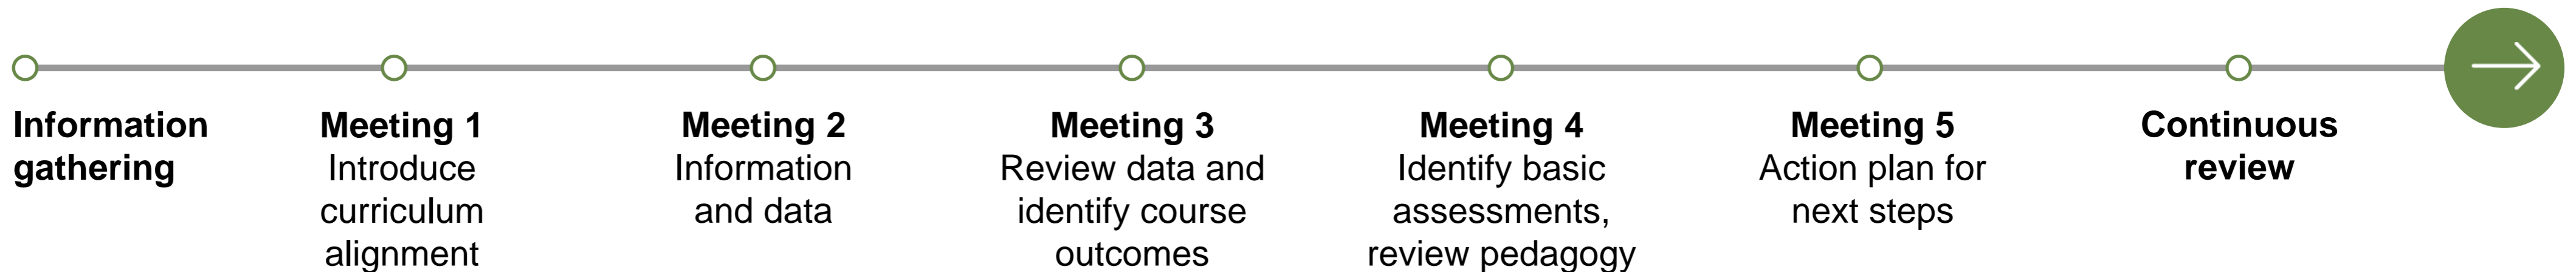 Information
gathering
Meeting 1
Introduce
curriculum
alignment
Meeting 2
Information
and data
Meeting 3
Review data and
identify course
outcomes
Meeting 4
Identify basic
assessments,
review pedagogy
Meeting 5
Action plan for
next steps
Continuous
review